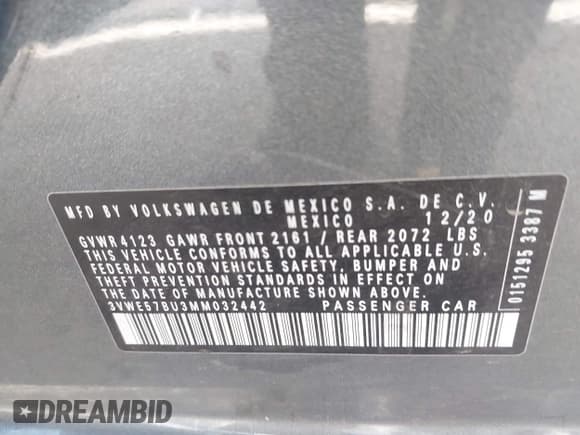 MFD BY VOLKSWAGEN DE MEXICO S.A. DE C.V.
MEXICO 12/20
GVWR 4123 GAWR FRONT 2161 / REAR 2072 LBS
THIS VEHICLE CONFORMS TO ALL APPLICABLE U.S.
FEDERAL MOTOR VEHICLE SAFETY, BUMPER AND
THEFT PREVENTION STANDARDS IN EFFECT ON
THE DATE OF MANUFACTURE SHOWN ABOVE.
3VWE57BU3MM032442 PASSENGER CAR
0151295 3387 M
DREAMBID